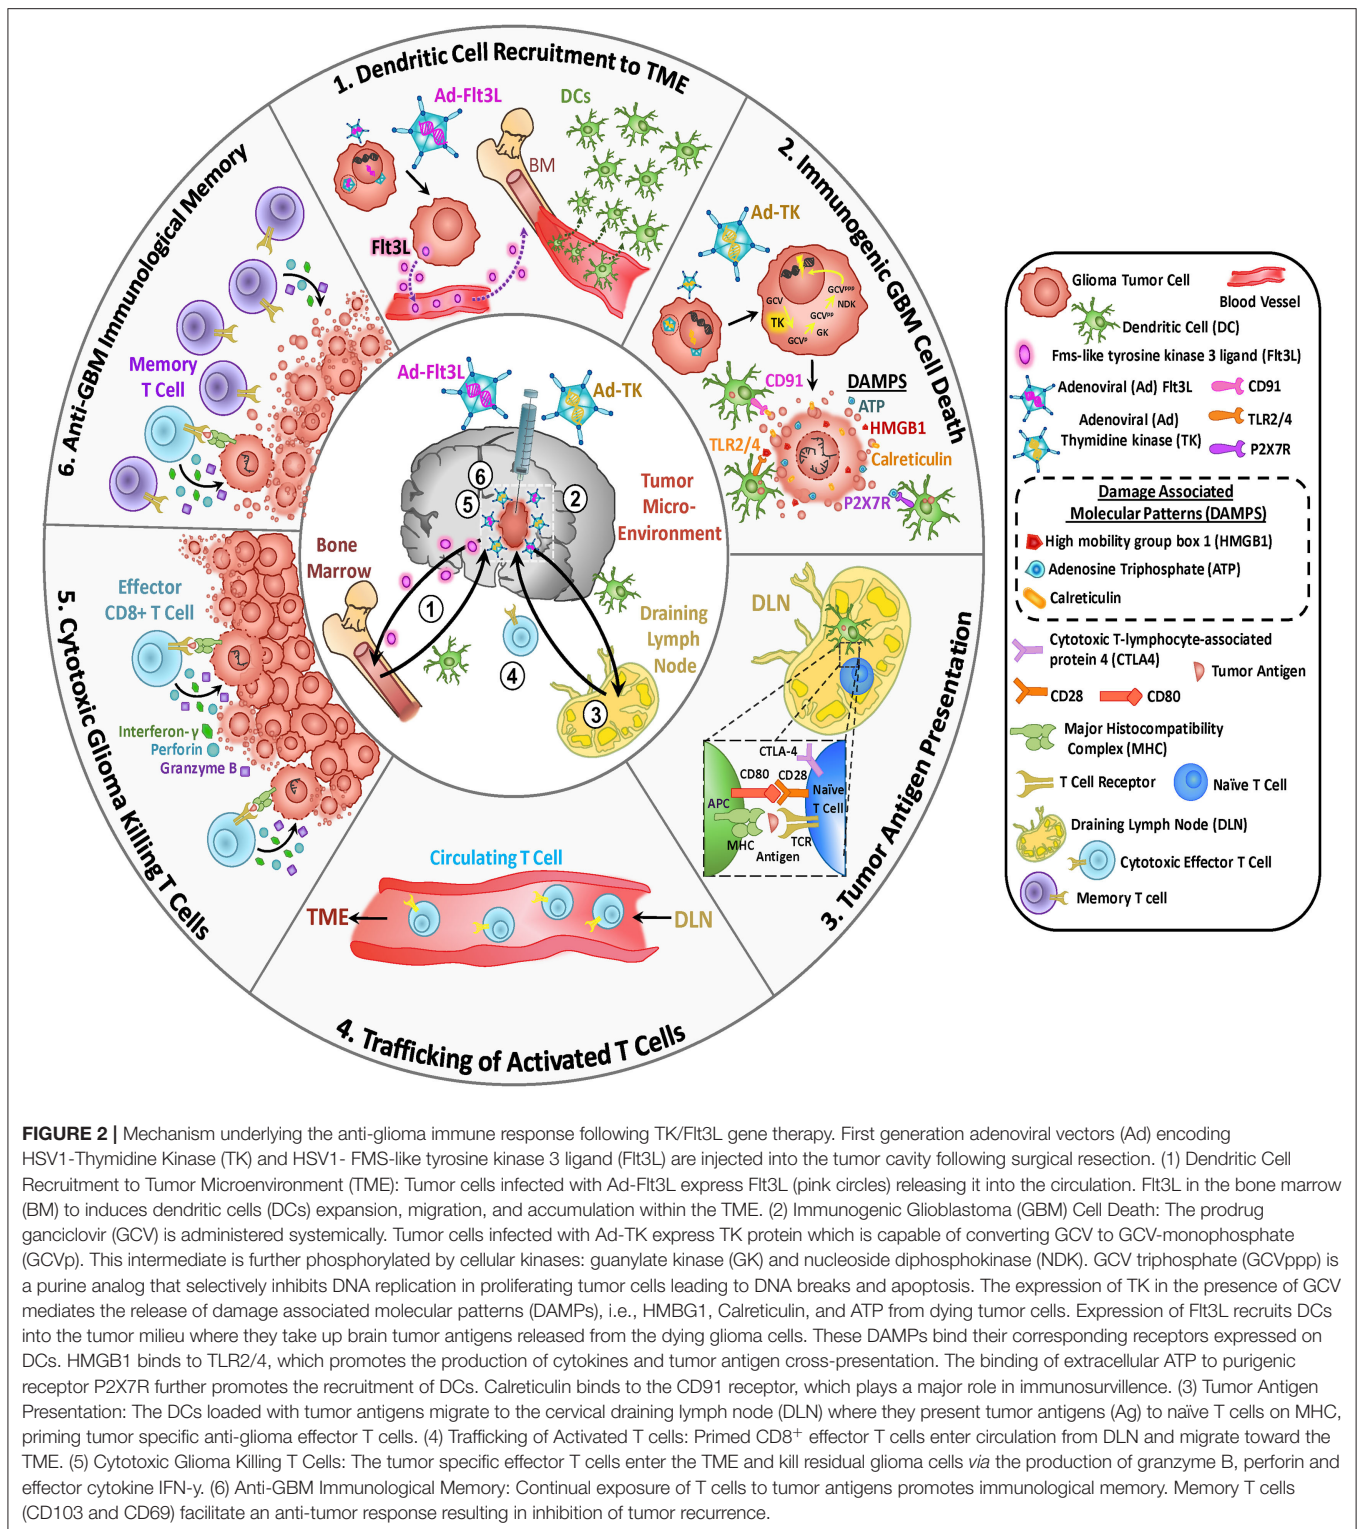 1. Dendritic Cell Recruitment to TME
Ad-Flt3L
DCs
BM
Flt3L
2. Immunogenic GBM Cell Death
Ad-TK
GCV
TK
GCVᵖ
GK
GCVᵖᵖ
NDK
GCVᵖᵖᵖ
CD91
DAMPS
ATP
HMGB1
TLR2/4
Calreticulin
P2X7R
3. Tumor Antigen Presentation
DLN
CTLA-4
CD80
CD28
APC
Naïve
T Cell
MHC
TCR
Antigen
4. Trafficking of Activated T Cells
Circulating T Cell
TME
DLN
5. Cytotoxic Glioma Killing T Cells
Effector
CD8+ T Cell
Interferon-γ
Perforin
Granzyme B
6. Anti-GBM Immunological Memory
Memory
T Cell
Ad-Flt3L
Ad-TK
6
5
2
Tumor
Micro-
Environment
Bone
Marrow
1
Draining
Lymph
Node
4
3
Glioma Tumor Cell
Blood Vessel
Dendritic Cell (DC)
Fms-like tyrosine kinase 3 ligand (Flt3L)
Adenoviral (Ad) Flt3L
CD91
Adenoviral (Ad)
Thymidine kinase (TK)
TLR2/4
P2X7R
Damage Associated
Molecular Patterns (DAMPS)
High mobility group box 1 (HMGB1)
Adenosine Triphosphate (ATP)
Calreticulin
Cytotoxic T-lymphocyte-associated
protein 4 (CTLA4)
Tumor Antigen
CD28
CD80
Major Histocompatibility
Complex (MHC)
T Cell Receptor
Naïve T Cell
Draining Lymph Node (DLN)
Cytotoxic Effector T Cell
Memory T cell
FIGURE 2 | Mechanism underlying the anti-glioma immune response following TK/Flt3L gene therapy. First generation adenoviral vectors (Ad) encoding
HSV1-Thymidine Kinase (TK) and HSV1- FMS-like tyrosine kinase 3 ligand (Flt3L) are injected into the tumor cavity following surgical resection. (1) Dendritic Cell
Recruitment to Tumor Microenvironment (TME): Tumor cells infected with Ad-Flt3L express Flt3L (pink circles) releasing it into the circulation. Flt3L in the bone marrow
(BM) to induces dendritic cells (DCs) expansion, migration, and accumulation within the TME. (2) Immunogenic Glioblastoma (GBM) Cell Death: The prodrug
ganciclovir (GCV) is administered systemically. Tumor cells infected with Ad-TK express TK protein which is capable of converting GCV to GCV-monophosphate
(GCVp). This intermediate is further phosphorylated by cellular kinases: guanylate kinase (GK) and nucleoside diphosphokinase (NDK). GCV triphosphate (GCVppp) is
a purine analog that selectively inhibits DNA replication in proliferating tumor cells leading to DNA breaks and apoptosis. The expression of TK in the presence of GCV
mediates the release of damage associated molecular patterns (DAMPs), i.e., HMBG1, Calreticulin, and ATP from dying tumor cells. Expression of Flt3L recruits DCs
into the tumor milieu where they take up brain tumor antigens released from the dying glioma cells. These DAMPs bind their corresponding receptors expressed on
DCs. HMGB1 binds to TLR2/4, which promotes the production of cytokines and tumor antigen cross-presentation. The binding of extracellular ATP to purigenic
receptor P2X7R further promotes the recruitment of DCs. Calreticulin binds to the CD91 receptor, which plays a major role in immunosurvillence. (3) Tumor Antigen
Presentation: The DCs loaded with tumor antigens migrate to the cervical draining lymph node (DLN) where they present tumor antigens (Ag) to naïve T cells on MHC,
priming tumor specific anti-glioma effector T cells. (4) Trafficking of Activated T cells: Primed CD8⁺ effector T cells enter circulation from DLN and migrate toward the
TME. (5) Cytotoxic Glioma Killing T Cells: The tumor specific effector T cells enter the TME and kill residual glioma cells via the production of granzyme B, perforin and
effector cytokine IFN-y. (6) Anti-GBM Immunological Memory: Continual exposure of T cells to tumor antigens promotes immunological memory. Memory T cells
(CD103 and CD69) facilitate an anti-tumor response resulting in inhibition of tumor recurrence.